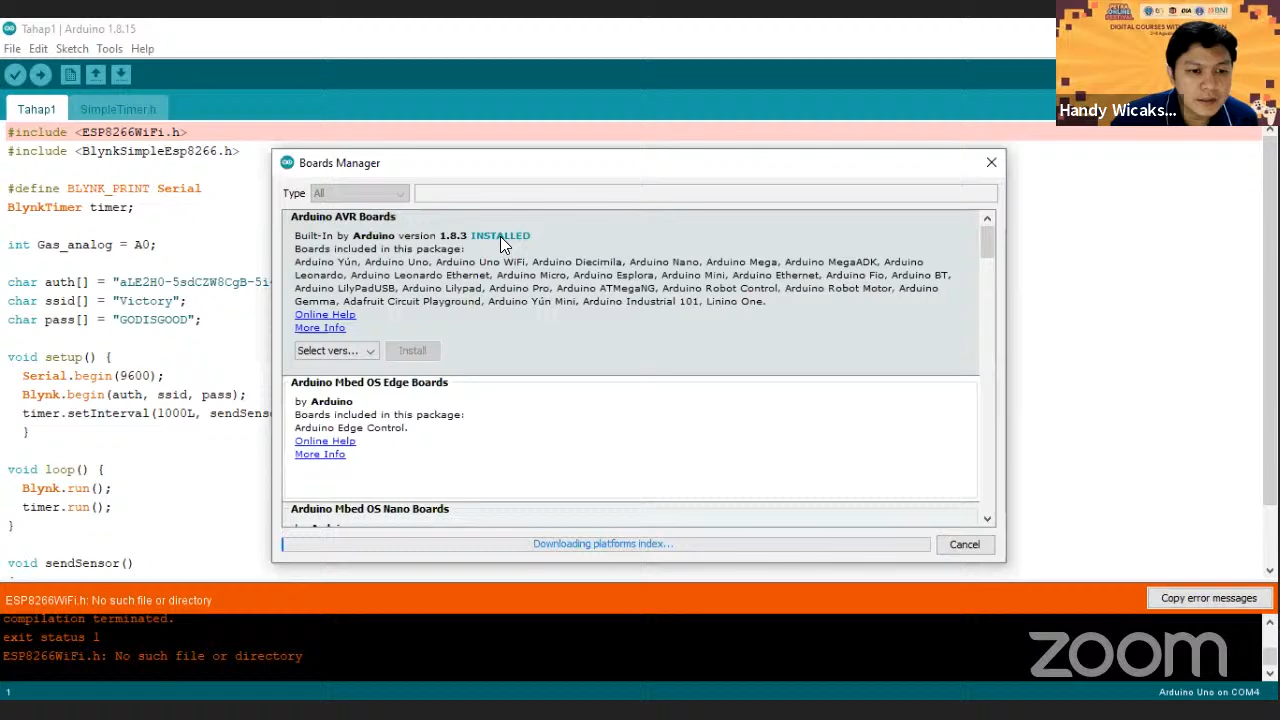 Tahap1 | Arduino 1.8.15
File Edit Sketch Tools Help
Tahap1 SimpleTimer.h
#include <ESP8266WiFi.h>
#include <BlynkSimpleEsp8266.h>
#define BLYNK_PRINT Serial
BlynkTimer timer;
int Gas_analog = A0;
char auth[] = "aLE2H0-5sdCZW8CgB-5i
char ssid[] = "Victory";
char pass[] = "GODISGOOD";
void setup() {
Serial.begin(9600);
Blynk.begin(auth, ssid, pass);
timer.setInterval(1000L, sendSenso
}
void loop() {
Blynk.run();
timer.run();
}
void sendSensor()
Boards Manager
Type All
Arduino AVR Boards
Built-In by Arduino version 1.8.3 INSTALLED
Boards included in this package:
Arduino Yún, Arduino Uno, Arduino Uno WiFi, Arduino Diecimila, Arduino Nano, Arduino Mega, Arduino MegaADK, Arduino
Leonardo, Arduino Leonardo Ethernet, Arduino Micro, Arduino Esplora, Arduino Mini, Arduino Ethernet, Arduino Fio, Arduino BT,
Arduino LilyPadUSB, Arduino Lilypad, Arduino Pro, Arduino ATMegaNG, Arduino Robot Control, Arduino Robot Motor, Arduino
Gemma, Adafruit Circuit Playground, Arduino Yún Mini, Arduino Industrial 101, Linino One.
Online Help
More Info
Select vers... Install
Arduino Mbed OS Edge Boards
by Arduino
Boards included in this package:
Arduino Edge Control.
Online Help
More Info
Arduino Mbed OS Nano Boards
Downloading platforms index...
Cancel
ESP8266WiFi.h: No such file or directory
Copy error messages
compilation terminated.
exit status 1
ESP8266WiFi.h: No such file or directory
1
Arduino Uno on COM4
PETRA
ONLINE
FESTIVAL
DIGITAL COURSES WITH
Handy Wicaks...
zoom